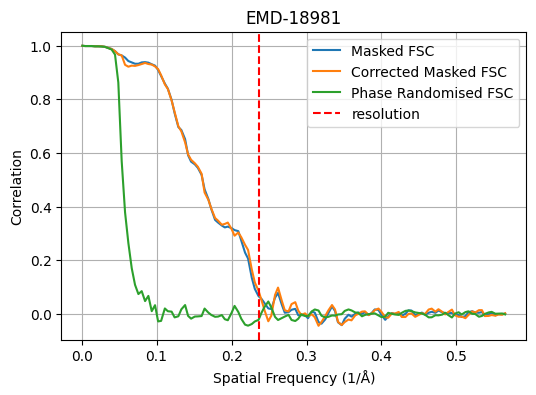 EMD-18981
Masked FSC
Corrected Masked FSC
Phase Randomised FSC
resolution
Correlation
1.0
0.8
0.6
0.4
0.2
0.0
0.0 0.1 0.2 0.3 0.4 0.5
Spatial Frequency (1/Å)